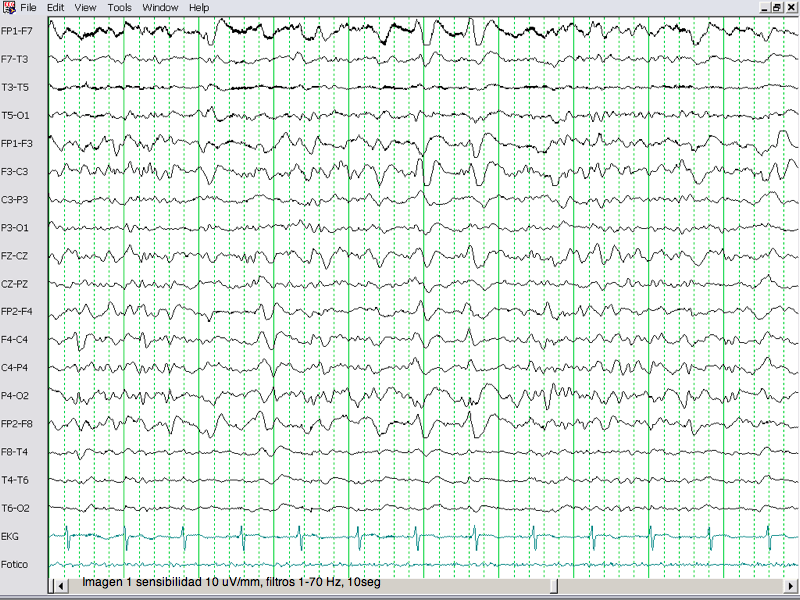 File Edit View Tools Window Help
FP1-F7
F7-T3
T3-T5
T5-O1
FP1-F3
F3-C3
C3-P3
P3-O1
FZ-CZ
CZ-PZ
FP2-F4
F4-C4
C4-P4
P4-O2
FP2-F8
F8-T4
T4-T6
T6-O2
EKG
Fotico
Imagen 1 sensibilidad 10 uV/mm, filtros 1-70 Hz, 10seg